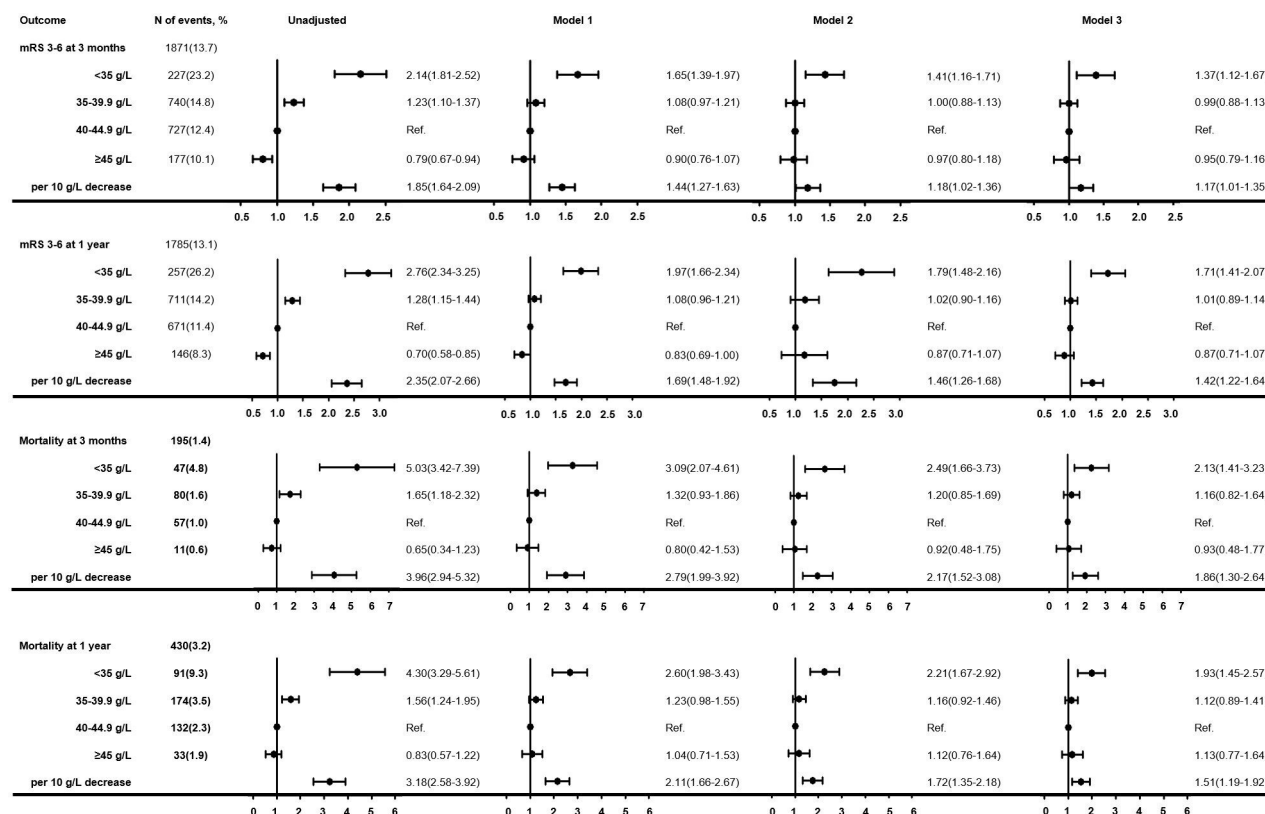 Outcome N of events, % Unadjusted Model 1 Model 2 Model 3
mRS 3-6 at 3 months 1871(13.7)
<35 g/L 227(23.2) 2.14(1.81-2.52) 1.65(1.39-1.97) 1.41(1.16-1.71) 1.37(1.12-1.67
35-39.9 g/L 740(14.8) 1.23(1.10-1.37) 1.08(0.97-1.21) 1.00(0.88-1.13) 0.99(0.88-1.13
40-44.9 g/L 727(12.4) Ref. Ref. Ref. Ref.
≥45 g/L 177(10.1) 0.79(0.67-0.94) 0.90(0.76-1.07) 0.97(0.80-1.18) 0.95(0.79-1.16
per 10 g/L decrease 1.85(1.64-2.09) 1.44(1.27-1.63) 1.18(1.02-1.36) 1.17(1.01-1.35
0.5 1.0 1.5 2.0 2.5 0.5 1.0 1.5 2.0 2.5 0.5 1.0 1.5 2.0 2.5 0.5 1.0 1.5 2.0 2.5
mRS 3-6 at 1 year 1785(13.1)
<35 g/L 257(26.2) 2.76(2.34-3.25) 1.97(1.66-2.34) 1.79(1.48-2.16) 1.71(1.41-2.07
35-39.9 g/L 711(14.2) 1.28(1.15-1.44) 1.08(0.96-1.21) 1.02(0.90-1.16) 1.01(0.89-1.14
40-44.9 g/L 671(11.4) Ref. Ref. Ref. Ref.
≥45 g/L 146(8.3) 0.70(0.58-0.85) 0.83(0.69-1.00) 0.87(0.71-1.07) 0.87(0.71-1.07
per 10 g/L decrease 2.35(2.07-2.66) 1.69(1.48-1.92) 1.46(1.26-1.68) 1.42(1.22-1.64
0.5 1.0 1.5 2.0 3.0 0.5 1.0 1.5 2.0 3.0 0.5 1.0 1.5 2.0 3.0 0.5 1.0 1.5 2.0 3.0
Mortality at 3 months 195(1.4)
<35 g/L 47(4.8) 5.03(3.42-7.39) 3.09(2.07-4.61) 2.49(1.66-3.73) 2.13(1.41-3.23
35-39.9 g/L 80(1.6) 1.65(1.18-2.32) 1.32(0.93-1.86) 1.20(0.85-1.69) 1.16(0.82-1.64
40-44.9 g/L 57(1.0) Ref. Ref. Ref. Ref.
≥45 g/L 11(0.6) 0.65(0.34-1.23) 0.80(0.42-1.53) 0.92(0.48-1.75) 0.93(0.48-1.77
per 10 g/L decrease 3.96(2.94-5.32) 2.79(1.99-3.92) 2.17(1.52-3.08) 1.86(1.30-2.64
0 1 2 4 5 6 7 0 1 2 3 4 5 6 7 0 1 2 3 4 5 6 7 0 1 2 3 4 5 6 7
Mortality at 1 year 430(3.2)
<35 g/L 91(9.3) 4.30(3.29-5.61) 2.60(1.98-3.43) 2.21(1.67-2.92) 1.93(1.45-2.57
35-39.9 g/L 174(3.5) 1.56(1.24-1.95) 1.23(0.98-1.55) 1.16(0.92-1.46) 1.12(0.89-1.41
40-44.9 g/L 132(2.3) Ref. Ref. Ref. Ref.
≥45 g/L 33(1.9) 0.83(0.57-1.22) 1.04(0.71-1.53) 1.12(0.76-1.64) 1.13(0.77-1.64
per 10 g/L decrease 3.18(2.58-3.92) 2.11(1.66-2.67) 1.72(1.35-2.18) 1.51(1.19-1.92
0 1 2 3 4 5 6 0 1 2 3 4 5 6 0 1 2 3 4 5 6 0 1 2 3 4 5 6